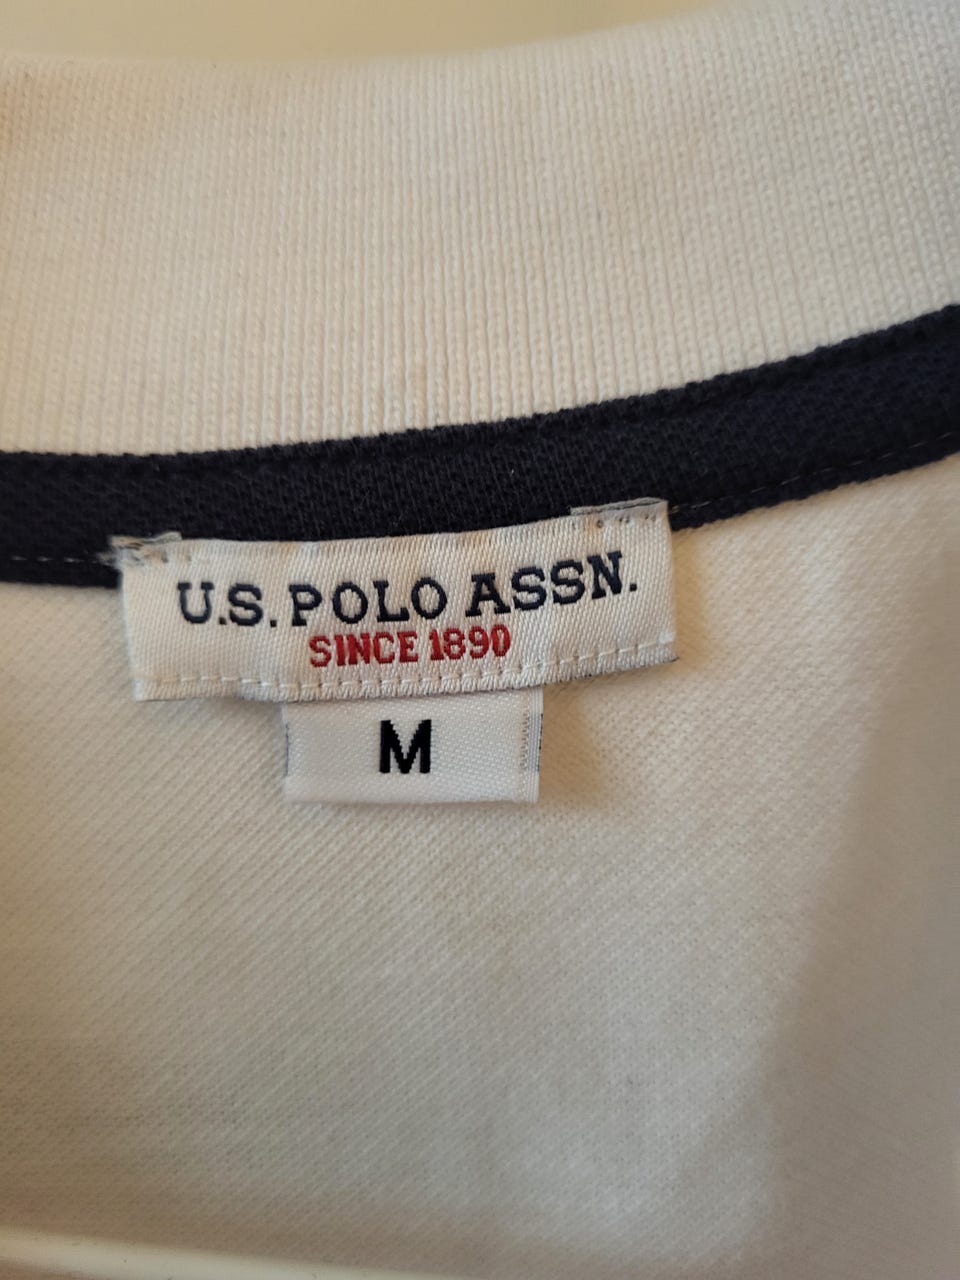 U.S. POLO ASSN.
SINCE 1890
M